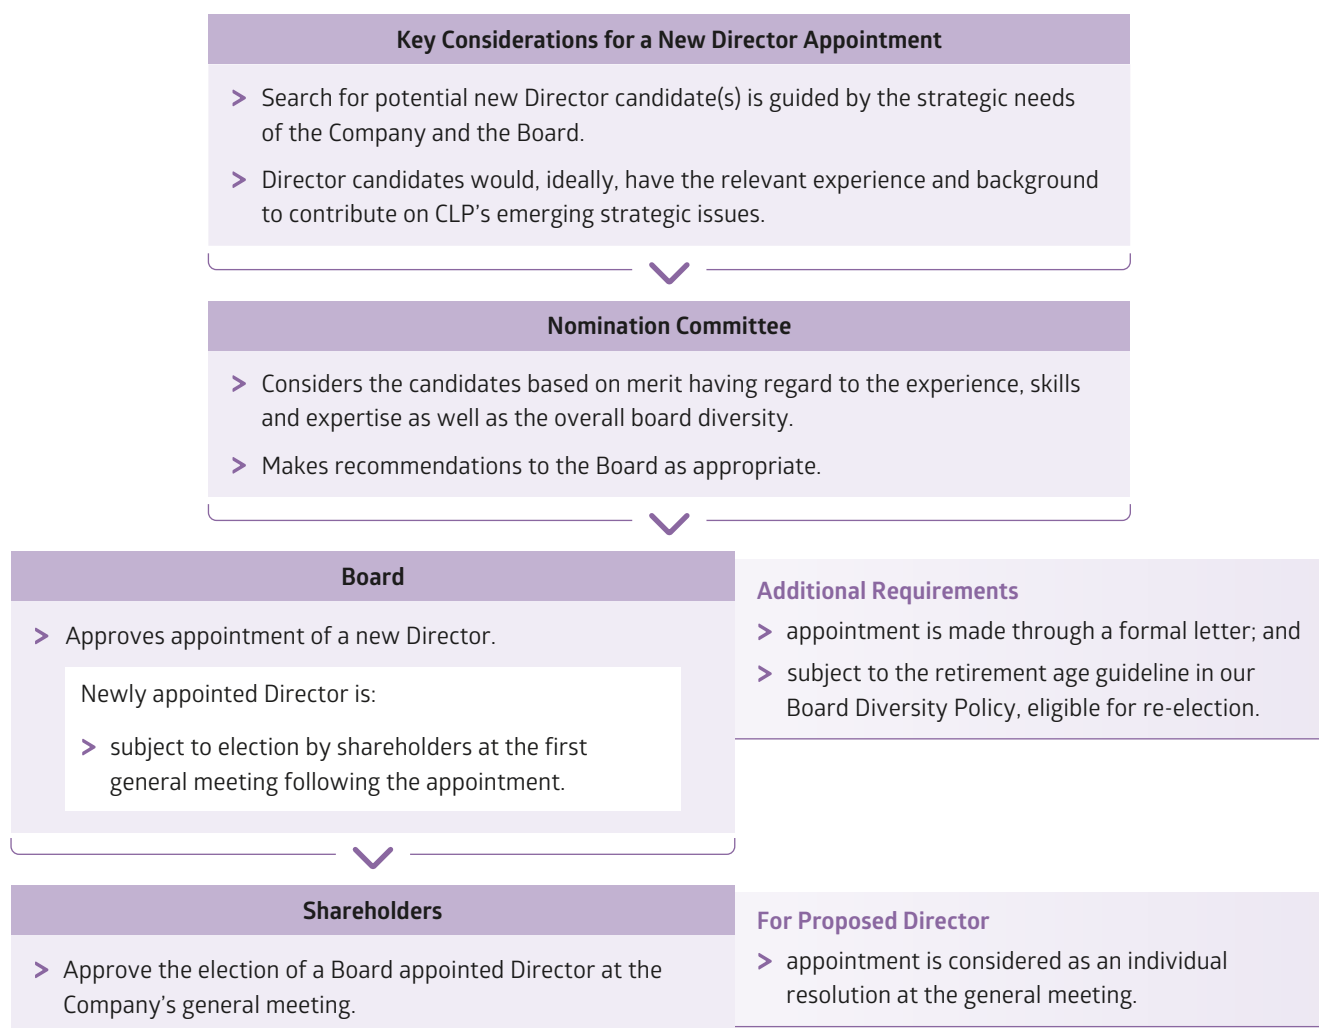 Key Considerations for a New Director Appointment
> Search for potential new Director candidate(s) is guided by the strategic needs
of the Company and the Board.
> Director candidates would, ideally, have the relevant experience and background
to contribute on CLP's emerging strategic issues.
Nomination Committee
> Considers the candidates based on merit having regard to the experience, skills
and expertise as well as the overall board diversity.
> Makes recommendations to the Board as appropriate.
Board
> Approves appointment of a new Director.
Newly appointed Director is:
> subject to election by shareholders at the first
general meeting following the appointment.
Additional Requirements
> appointment is made through a formal letter; and
> subject to the retirement age guideline in our
Board Diversity Policy, eligible for re-election.
Shareholders
> Approve the election of a Board appointed Director at the
Company's general meeting.
For Proposed Director
> appointment is considered as an individual
resolution at the general meeting.